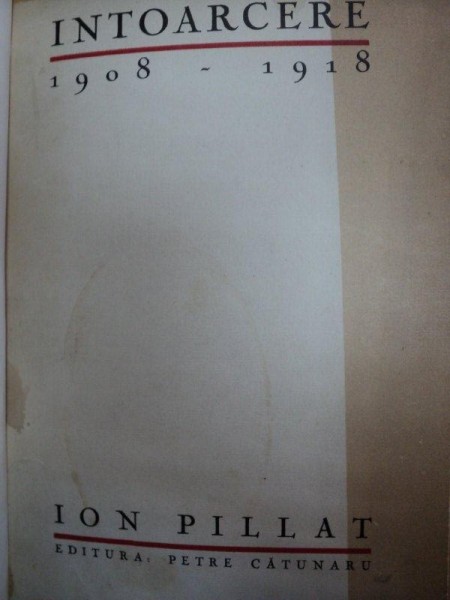 INTOARCERE
1908 - 1918
ION PILLAT
EDITURA, PETRE CĂTUNARU